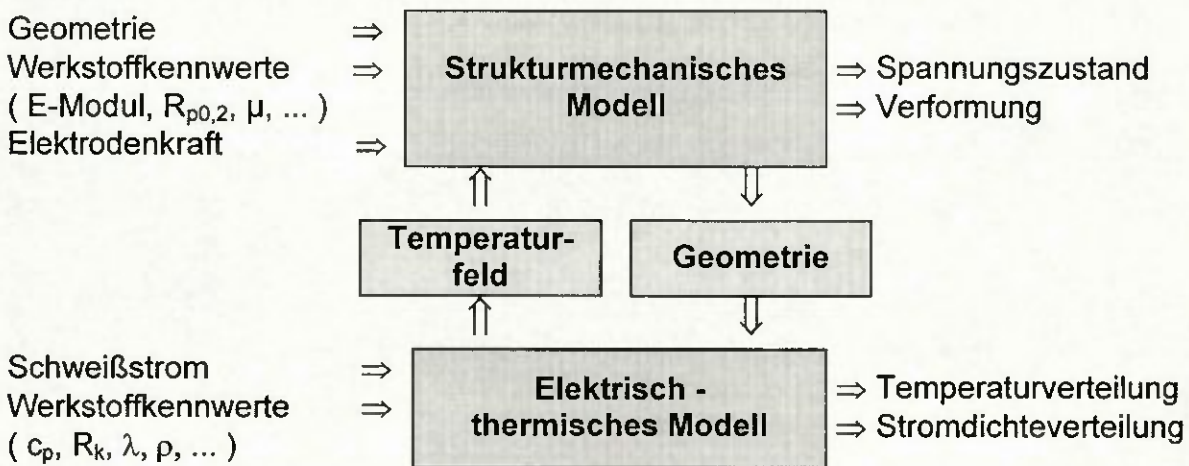 Geometrie ⇒
Werkstoffkennwerte ⇒
( E-Modul, Rp0,2, μ, ... )
Elektrodenkraft ⇒
Strukturmechanisches
Modell
⇒ Spannungszustand
⇒ Verformung
Temperatur-
feld
Geometrie
Schweißstrom ⇒
Werkstoffkennwerte ⇒
( cp, Rk, λ, ρ, ... )
Elektrisch -
thermisches Modell
⇒ Temperaturverteilung
⇒ Stromdichteverteilung